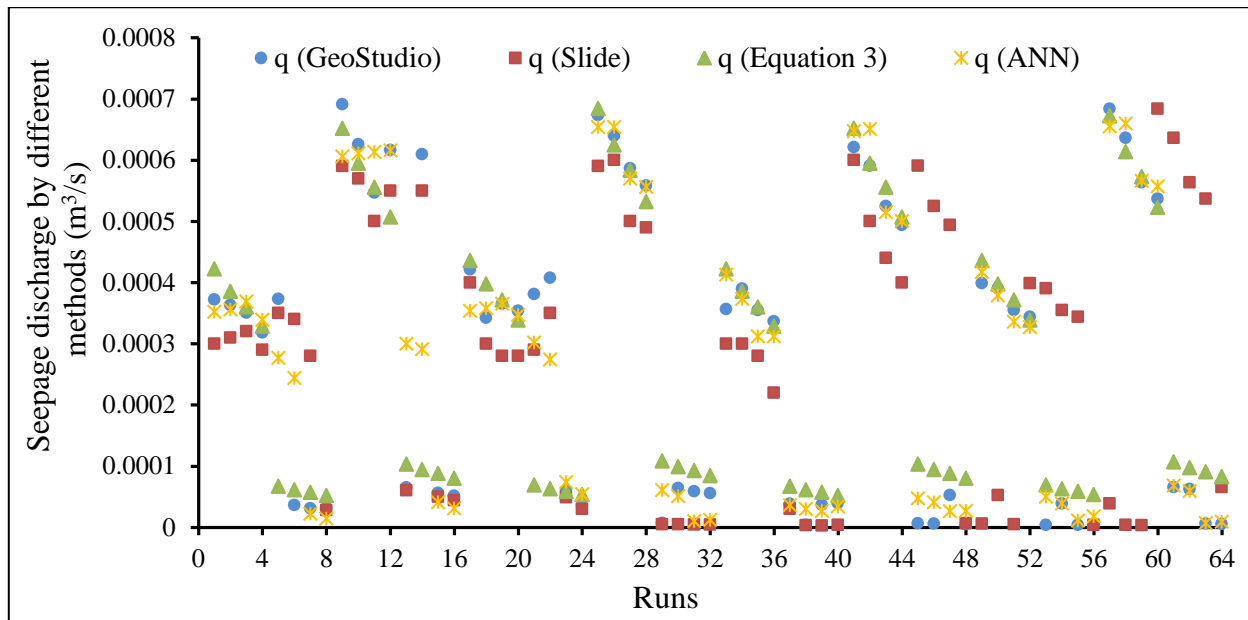 Seepage discharge by different
methods (m³/s)
0.0008
0.0007
0.0006
0.0005
0.0004
0.0003
0.0002
0.0001
0
q (GeoStudio)
q (Slide)
q (Equation 3)
q (ANN)
0 4 8 12 16 20 24 28 32 36 40 44 48 52 56 60 64
Runs